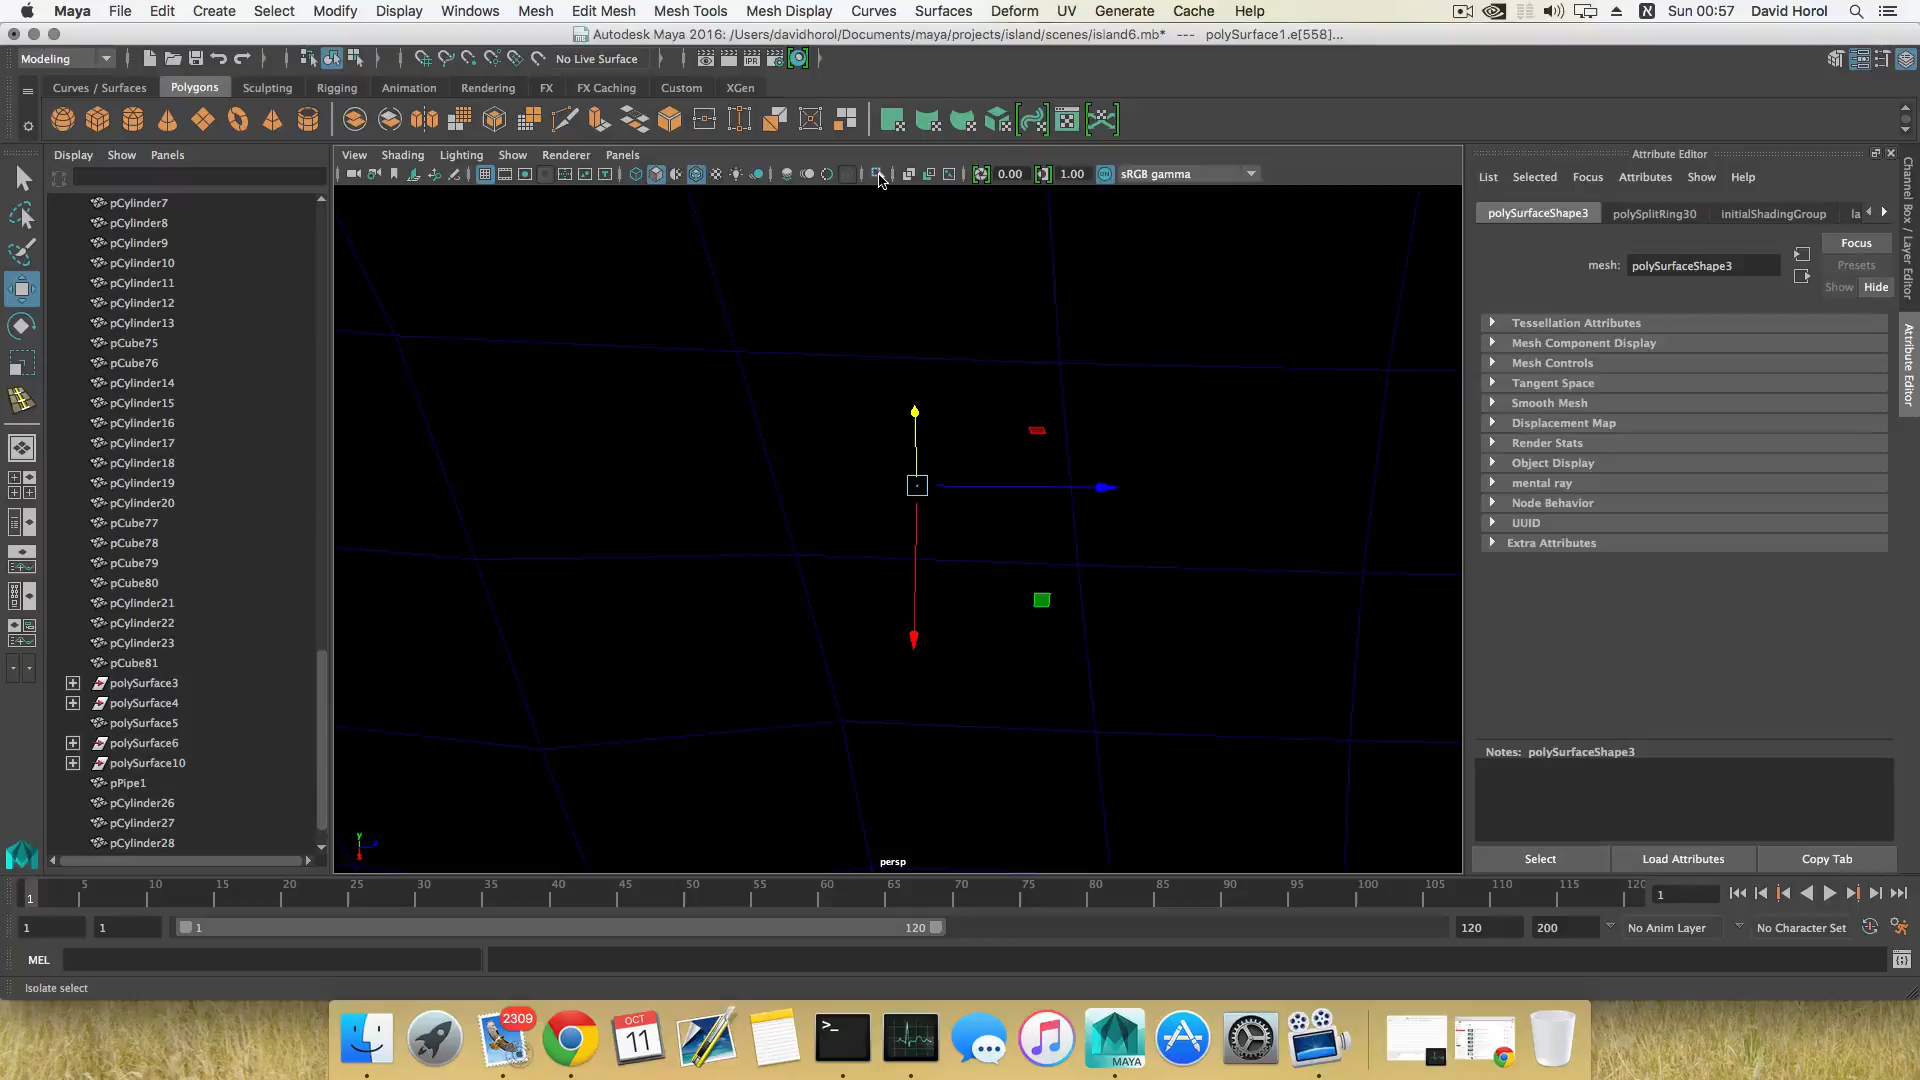 Maya File Edit Create Select Modify Display Windows Mesh Edit Mesh Mesh Tools Mesh Display Curves Surfaces Deform UV Generate Cache Help Sun 00:57 David Horol
Autodesk Maya 2016: /Users/davidhorol/Documents/maya/projects/island/scenes/island6.mb* --- polySurface1.e[558]...
Modeling No Live Surface
Curves / Surfaces Polygons Sculpting Rigging Animation Rendering FX FX Caching Custom XGen
Display Show Panels
View Shading Lighting Show Renderer Panels
0.00 1.00 ON sRGB gamma
pCylinder7
pCylinder8
pCylinder9
pCylinder10
pCylinder11
pCylinder12
pCylinder13
pCube75
pCube76
pCylinder14
pCylinder15
pCylinder16
pCylinder17
pCylinder18
pCylinder19
pCylinder20
pCube77
pCube78
pCube79
pCube80
pCylinder21
pCylinder22
pCylinder23
pCube81
polySurface3
polySurface4
polySurface5
polySurface6
polySurface10
pPipe1
pCylinder26
pCylinder27
pCylinder28
y
persp
Attribute Editor
List Selected Focus Attributes Show Help
polySurfaceShape3 polySplitRing30 initialShadingGroup la
Focus
mesh: polySurfaceShape3
Presets
Show Hide
Tessellation Attributes
Mesh Component Display
Mesh Controls
Tangent Space
Smooth Mesh
Displacement Map
Render Stats
Object Display
mental ray
Node Behavior
UUID
Extra Attributes
Notes: polySurfaceShape3
Select Load Attributes Copy Tab
Channel Box / Layer Editor
Attribute Editor
5 10 15 20 25 30 35 40 45 50 55 60 65 70 75 80 85 90 95 100 105 110 115 120
1 1
1 1 1 120 120 200 No Anim Layer No Character Set
MEL
Isolate select
2309
OCT
11
>_
MAYA